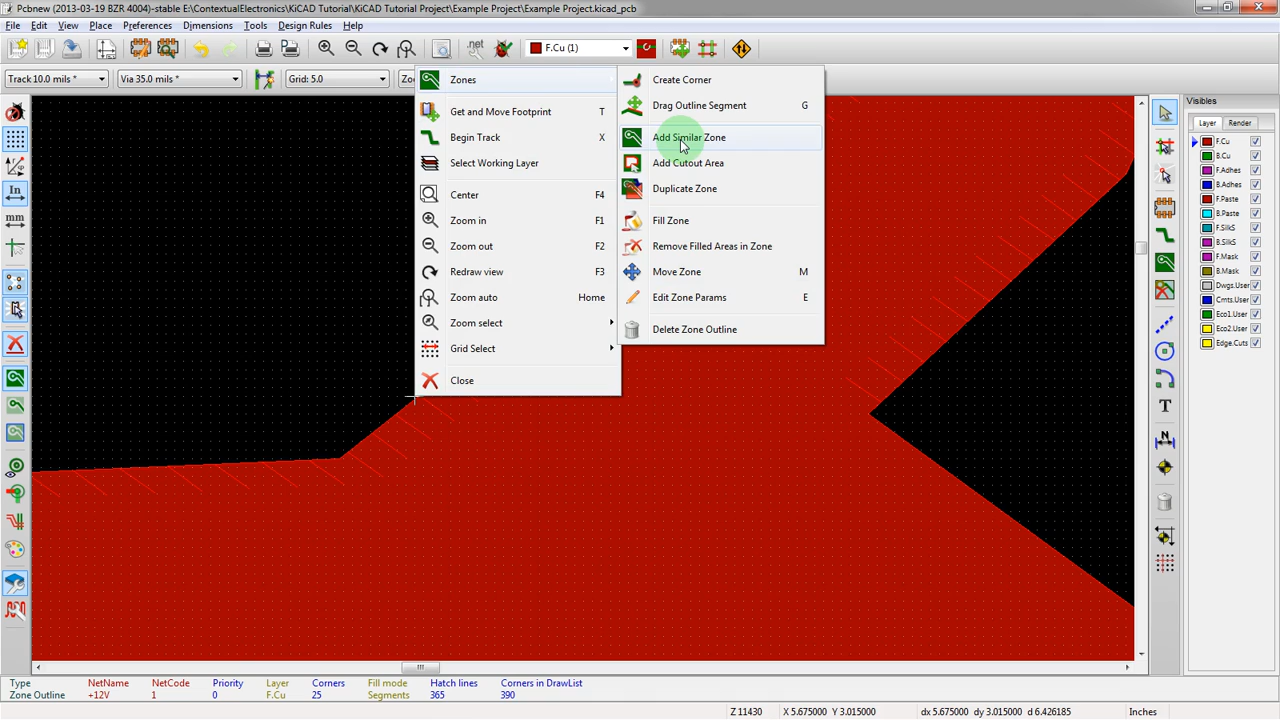 Pcbnew (2013-03-19 BZR 4004)-stable E:\ContextualElectronics\KiCAD Tutorial\KiCAD Tutorial Project\Example Project\Example Project.kicad_pcb
File Edit View Place Preferences Dimensions Tools Design Rules Help
.net F.Cu (1)
Track 10.0 mils * Via 35.0 mils * Grid: 5.0 Zo
Visibles
Layer Render
F.Cu
B.Cu
F.Adhes
B.Adhes
F.Paste
B.Paste
F.SilkS
B.SilkS
F.Mask
B.Mask
Dwgs.User
Cmts.User
Eco1.User
Eco2.User
Edge.Cuts
In
mm
T
N
Zones
Get and Move Footprint T
Begin Track X
Select Working Layer
Center F4
Zoom in F1
Zoom out F2
Redraw view F3
Zoom auto Home
Zoom select
Grid Select
Close
Create Corner
Drag Outline Segment G
Add Similar Zone
Add Cutout Area
Duplicate Zone
Fill Zone
Remove Filled Areas in Zone
Move Zone M
Edit Zone Params E
Delete Zone Outline
Type NetName NetCode Priority Layer Corners Fill mode Hatch lines Corners in DrawList
Zone Outline +12V 1 0 F.Cu 25 Segments 365 390
Z 11430 X 5.675000 Y 3.015000 dx 5.675000 dy 3.015000 d 6.426185 Inches